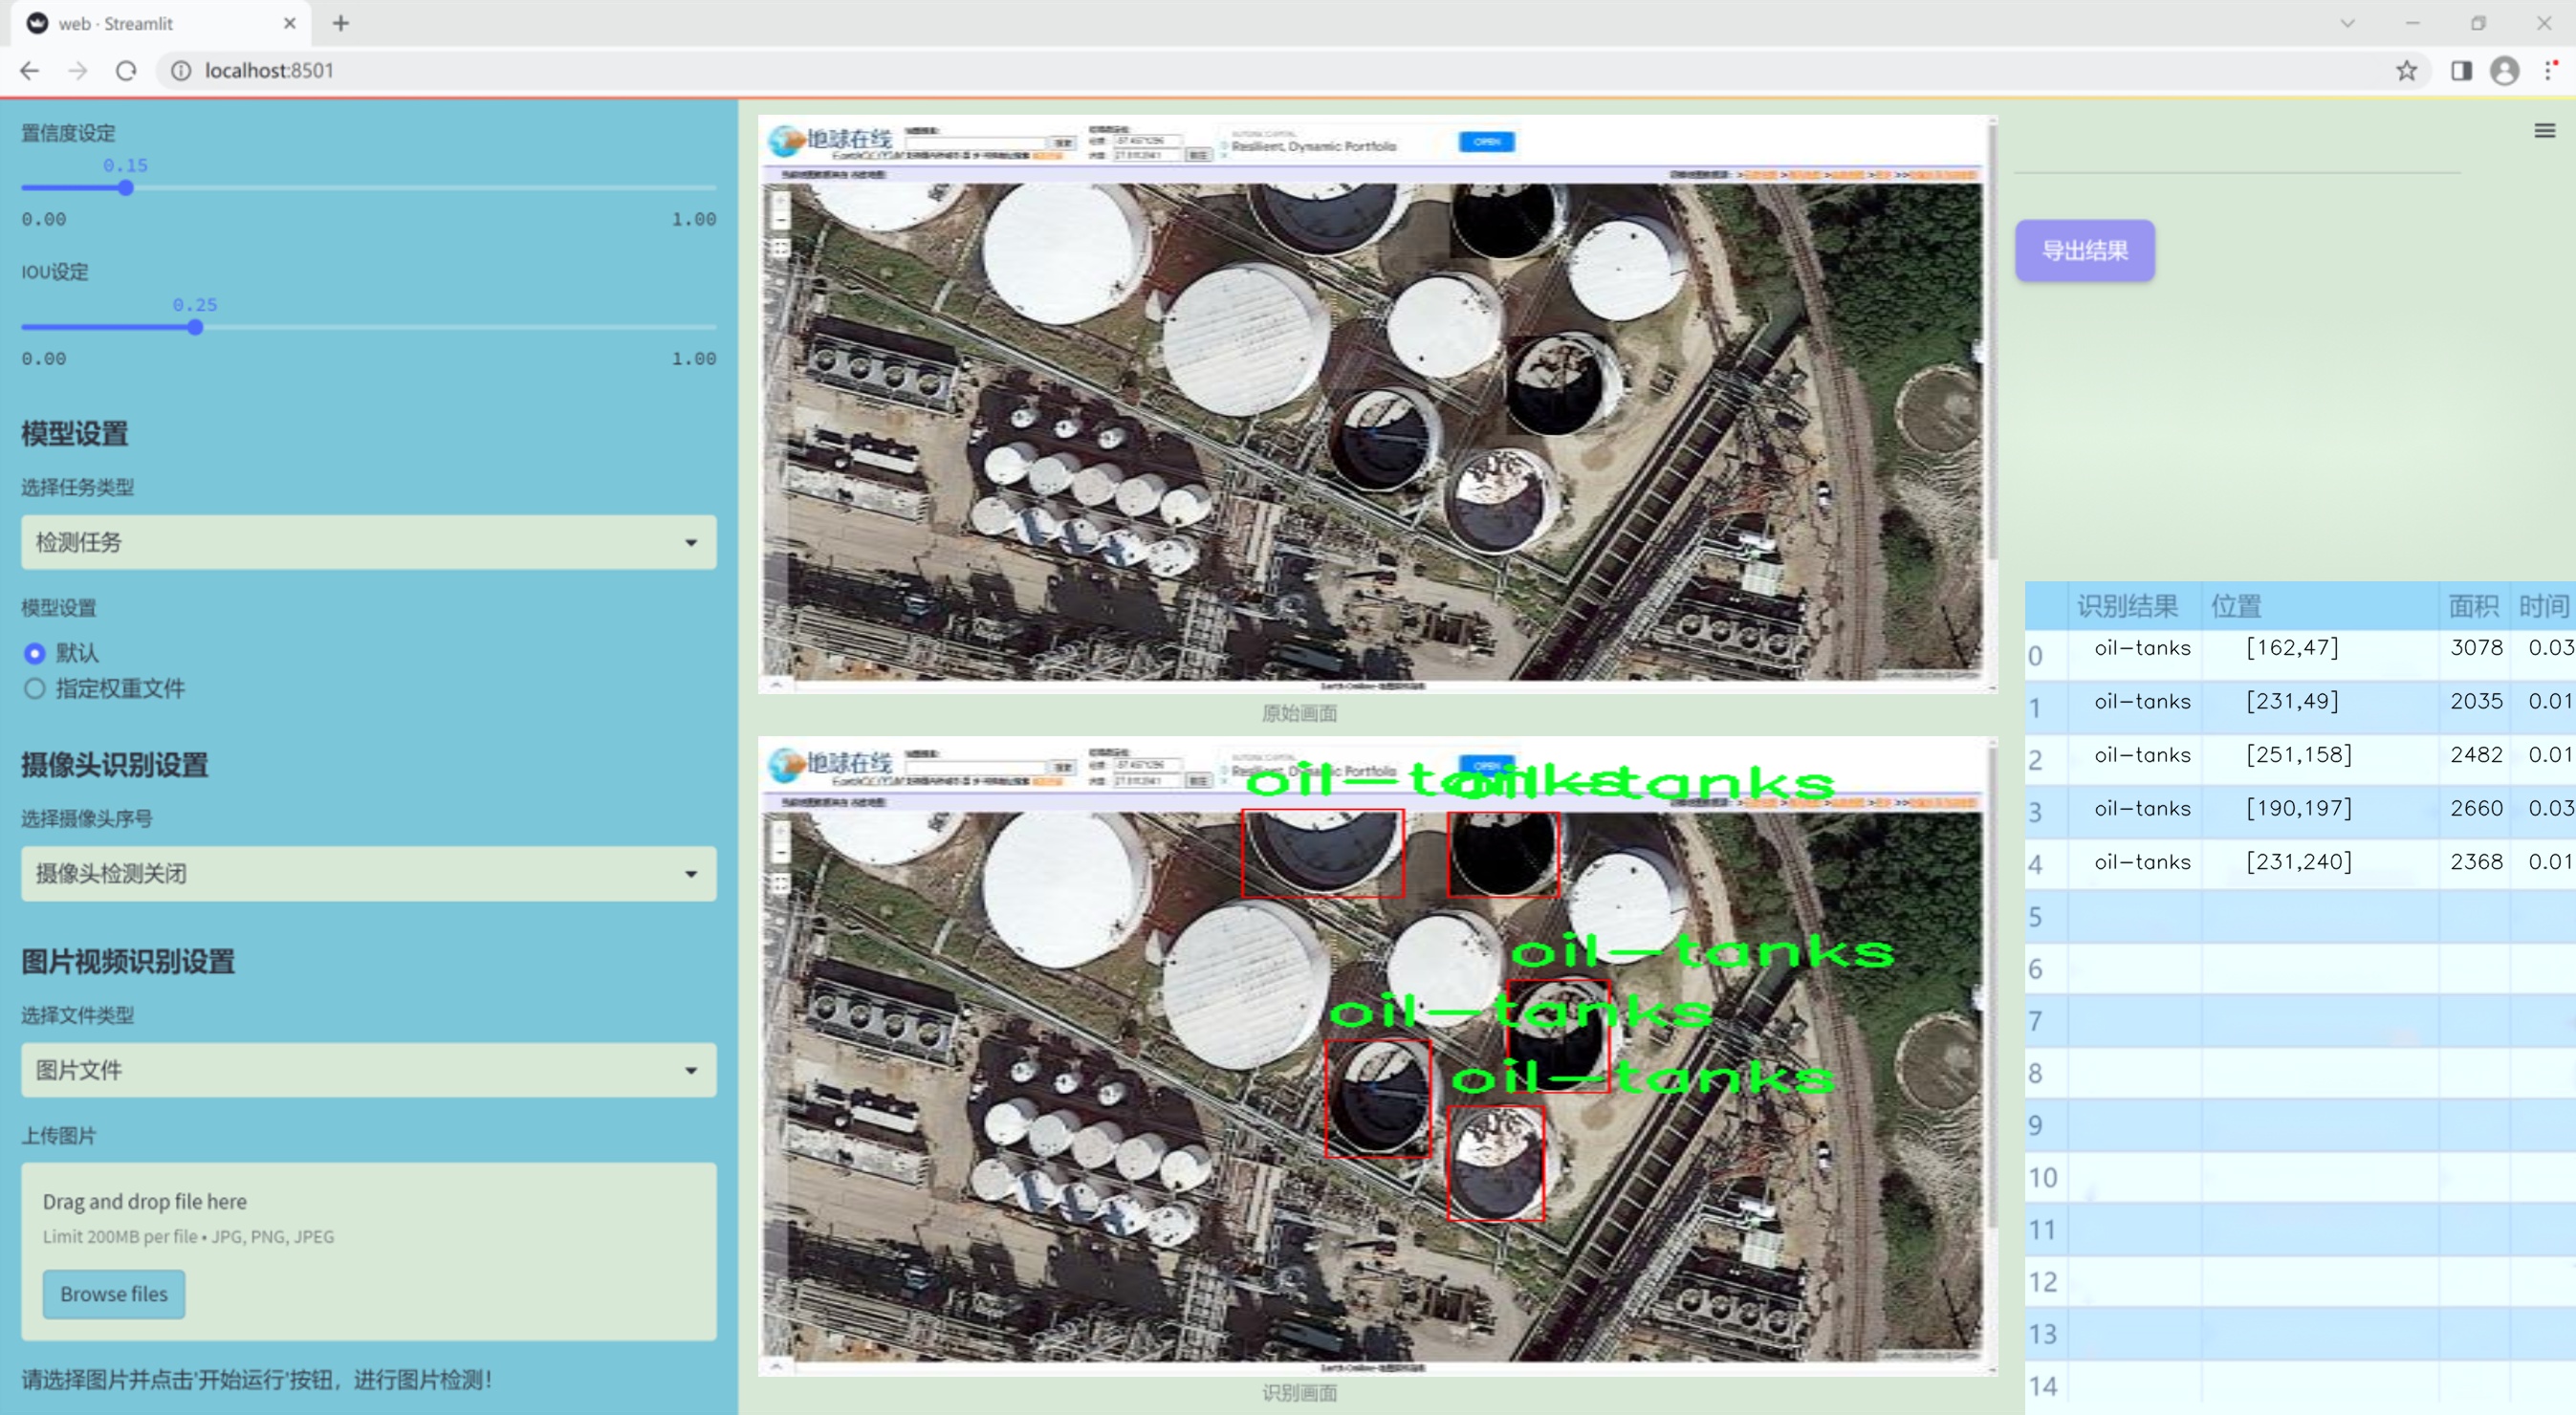 web · Streamlit
localhost:8501
置信度设定
0.15
0.00
1.00
IOU设定
0.25
0.00
1.00
模型设置
选择任务类型
检测任务
模型设置
默认
指定权重文件
摄像头识别设置
选择摄像头序号
摄像头检测关闭
图片视频识别设置
选择文件类型
图片文件
上传图片
Drag and drop file here
Limit 200MB per file • JPG, PNG, JPEG
Browse files
请选择图片并点击'开始运行'按钮，进行图片检测！
地球在线
Resilient, Dynamic Portfolio
OPEN
原始画面
地球在线
Resilient, Dynamic Portfolio
OPEN
oil-tanks
oil-tanks
oil-tanks
oil-tanks
oil-tanks
识别画面
导出结果
识别结果 位置 面积 时间
0 oil-tanks [162,47] 3078 0.03
1 oil-tanks [231,49] 2035 0.01
2 oil-tanks [251,158] 2482 0.01
3 oil-tanks [190,197] 2660 0.03
4 oil-tanks [231,240] 2368 0.01
5
6
7
8
9
10
11
12
13
14